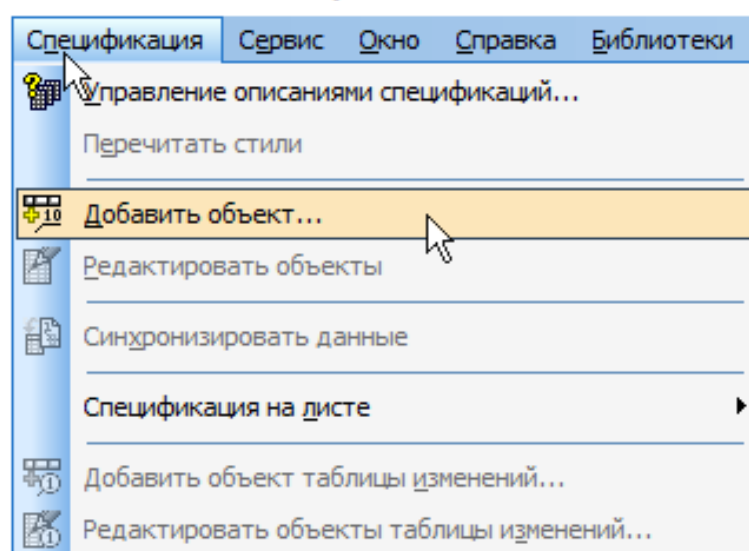 Спецификация Сервис Окно Справка Библиотеки
Управление описаниями спецификаций...
Перечитать стили
Добавить объект...
Редактировать объекты
Синхронизировать данные
Спецификация на листе
Добавить объект таблицы изменений...
Редактировать объекты таблицы изменений...